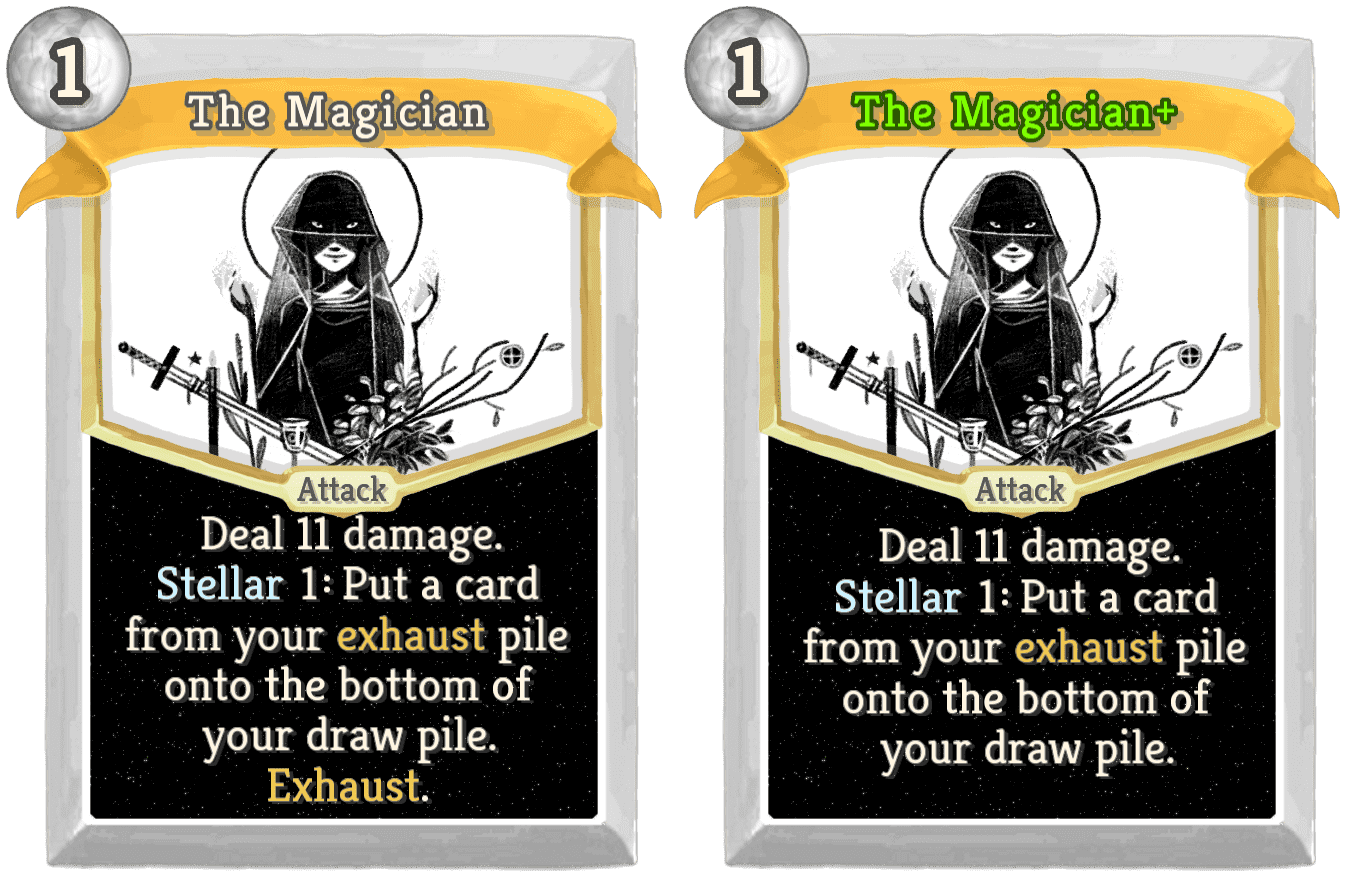 1
The Magician
Attack
Deal 11 damage.
Stellar 1: Put a card
from your exhaust pile
onto the bottom of
your draw pile.
Exhaust.
1
The Magician+
Attack
Deal 11 damage.
Stellar 1: Put a card
from your exhaust pile
onto the bottom of
your draw pile.